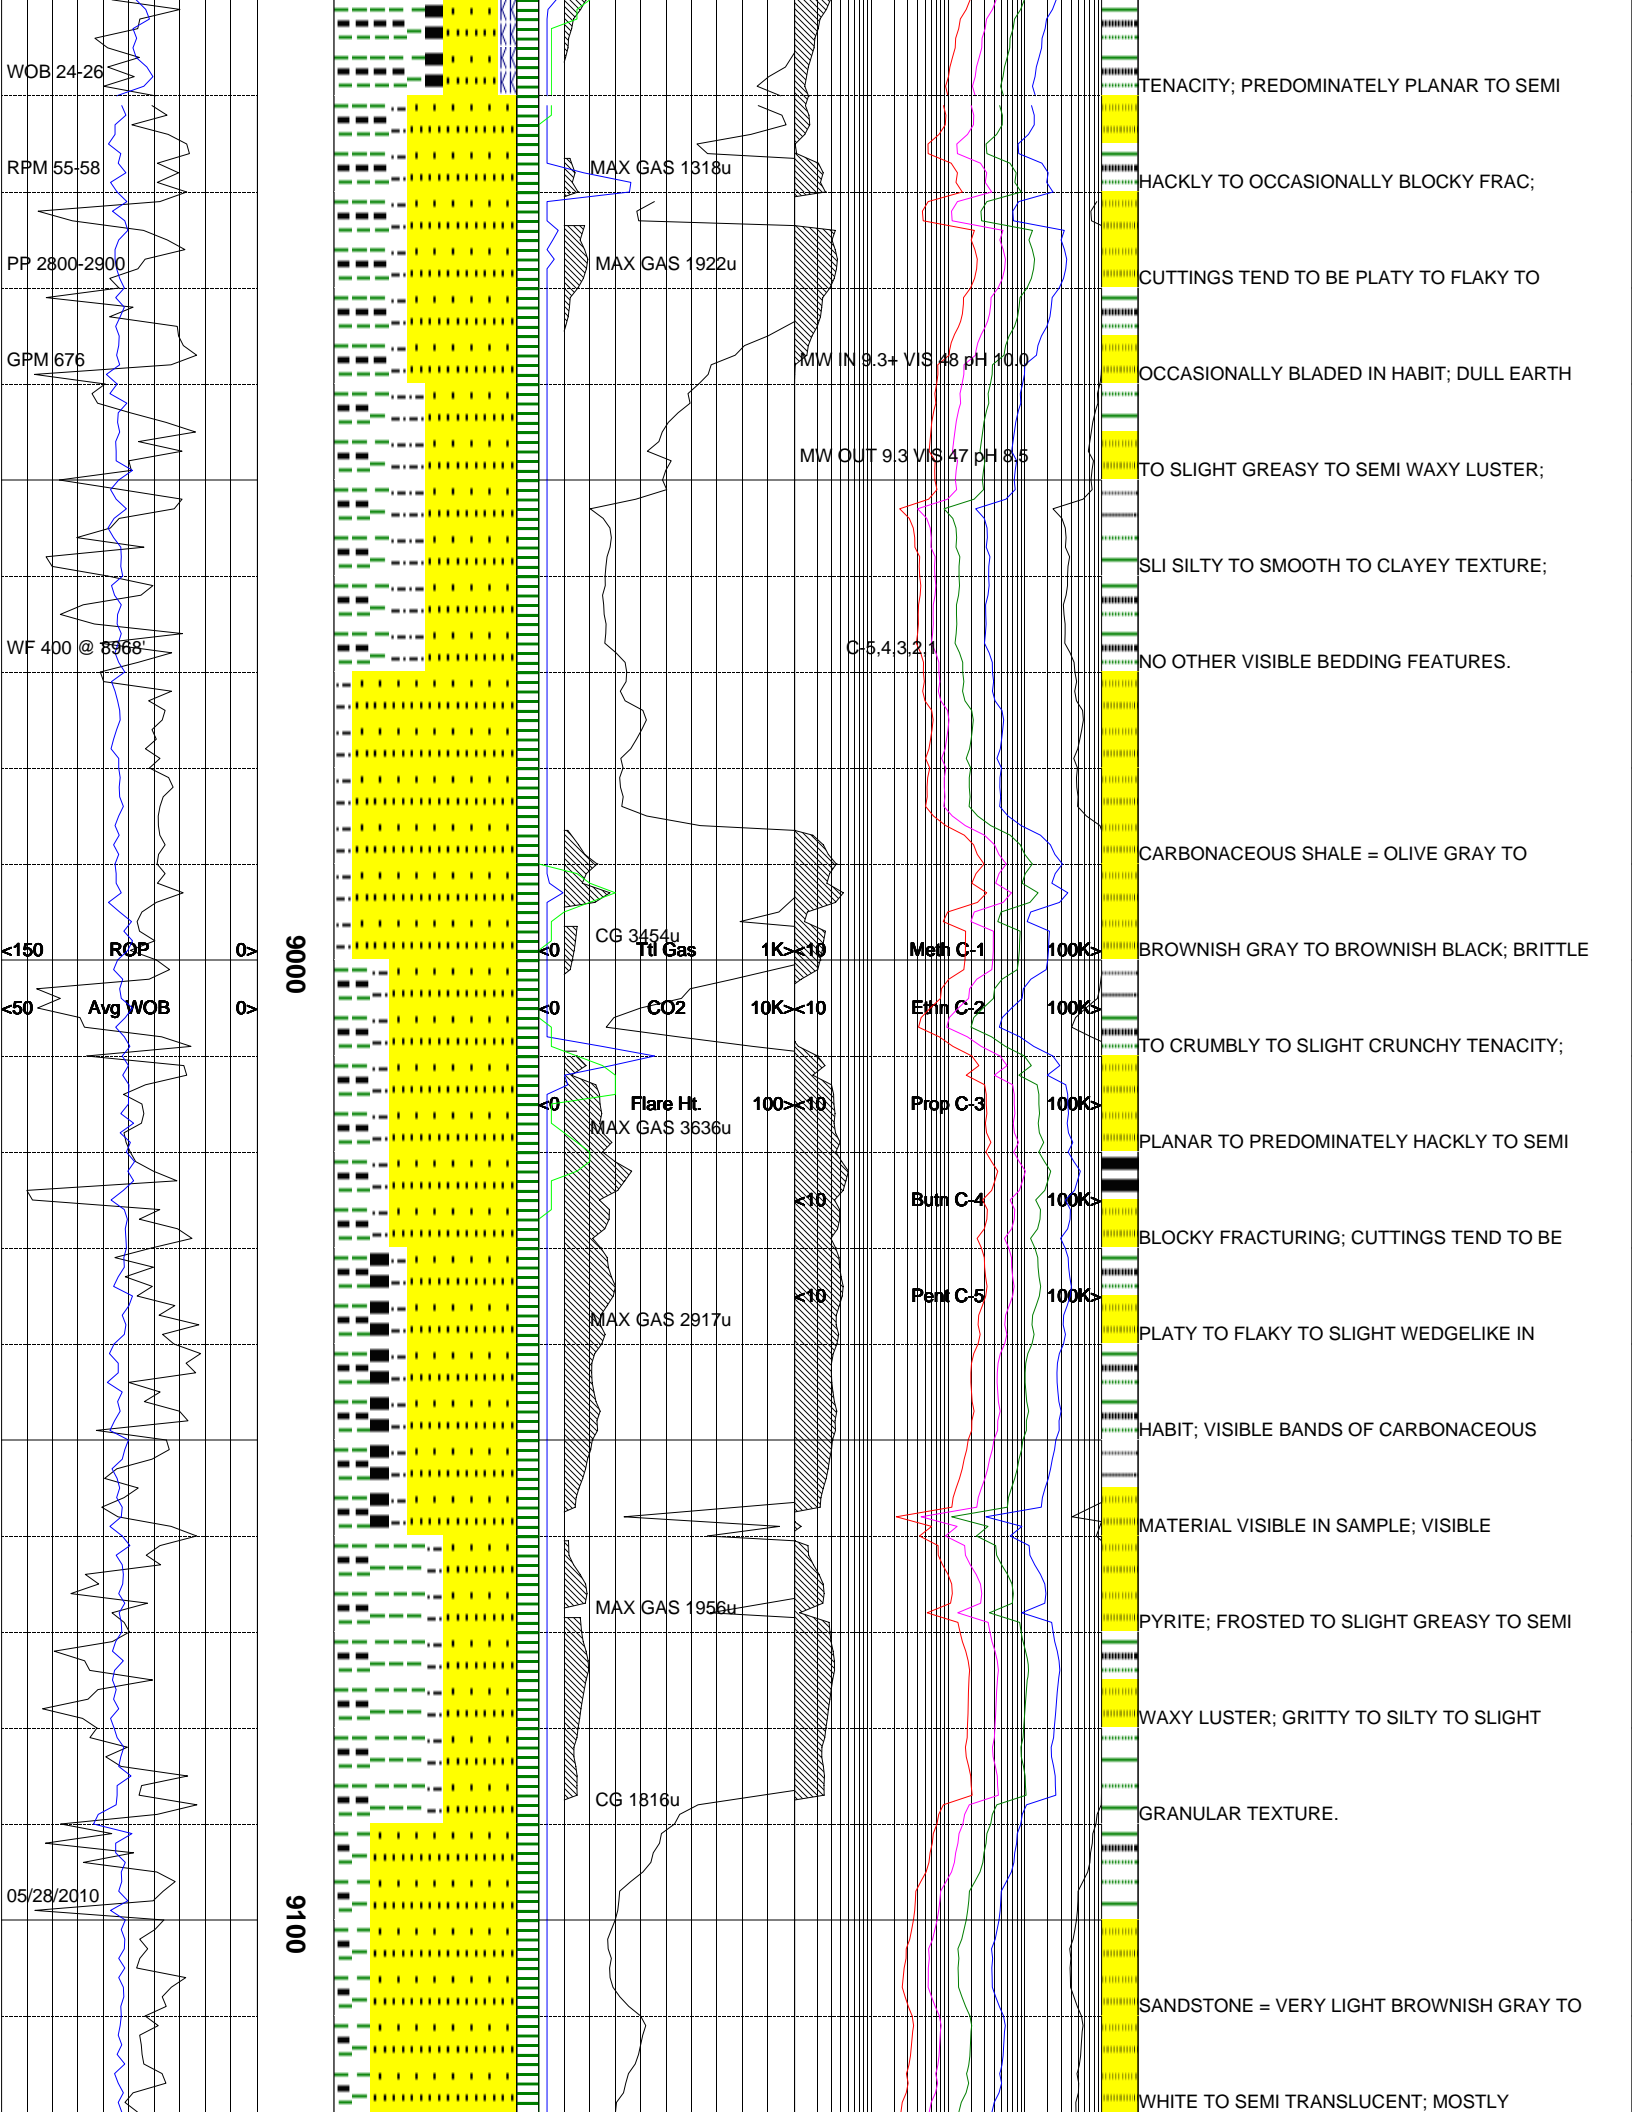 WOB 24-26
TENACITY; PREDOMINATELY PLANAR TO SEMI
RPM 55-58
MAX GAS 1318u
HACKLY TO OCCASIONALLY BLOCKY FRAC;
PP 2800-2900
MAX GAS 1922u
CUTTINGS TEND TO BE PLATY TO FLAKY TO
GPM 676
MW IN 9.3+ VIS 48 pH 10.0
OCCASIONALLY BLADED IN HABIT; DULL EARTH
MW OUT 9.3 VIS 47 pH 8.5
TO SLIGHT GREASY TO SEMI WAXY LUSTER;
SLI SILTY TO SMOOTH TO CLAYEY TEXTURE;
WF 400 @ 8968'
C-5,4,3,2,1
NO OTHER VISIBLE BEDDING FEATURES.
CARBONACEOUS SHALE = OLIVE GRAY TO
CG 3454u
<150 ROP 0>
9000
<0 Ttl Gas 1K>
<10 Meth C-1 100K>
BROWNISH GRAY TO BROWNISH BLACK; BRITTLE
<50 Avg WOB 0>
<0 CO2 10K>
<10 Ethn C-2 100K>
TO CRUMBLY TO SLIGHT CRUNCHY TENACITY;
<0 Flare Ht. 100>
<10 Prop C-3 100K>
MAX GAS 3636u
PLANAR TO PREDOMINATELY HACKLY TO SEMI
<10 Butn C-4 100K>
BLOCKY FRACTURING; CUTTINGS TEND TO BE
<10 Pent C-5 100K>
MAX GAS 2917u
PLATY TO FLAKY TO SLIGHT WEDGELIKE IN
HABIT; VISIBLE BANDS OF CARBONACEOUS
MATERIAL VISIBLE IN SAMPLE; VISIBLE
MAX GAS 1956u
PYRITE; FROSTED TO SLIGHT GREASY TO SEMI
WAXY LUSTER; GRITTY TO SILTY TO SLIGHT
CG 1816u
GRANULAR TEXTURE.
05/28/2010
9100
SANDSTONE = VERY LIGHT BROWNISH GRAY TO
WHITE TO SEMI TRANSLUCENT; MOSTLY